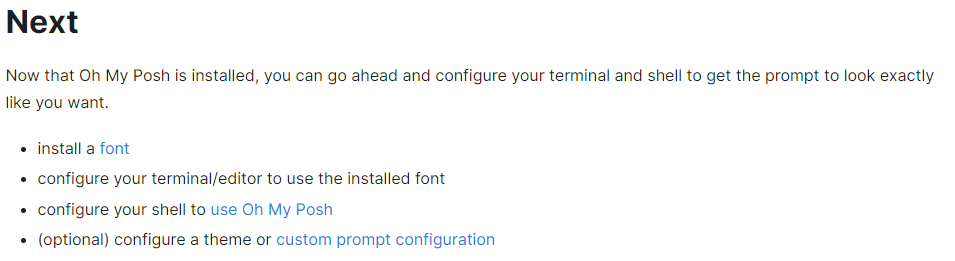 Next
Now that Oh My Posh is installed, you can go ahead and configure your terminal and shell to get the prompt to look exactly
like you want.
• install a font
• configure your terminal/editor to use the installed font
• configure your shell to use Oh My Posh
• (optional) configure a theme or custom prompt configuration